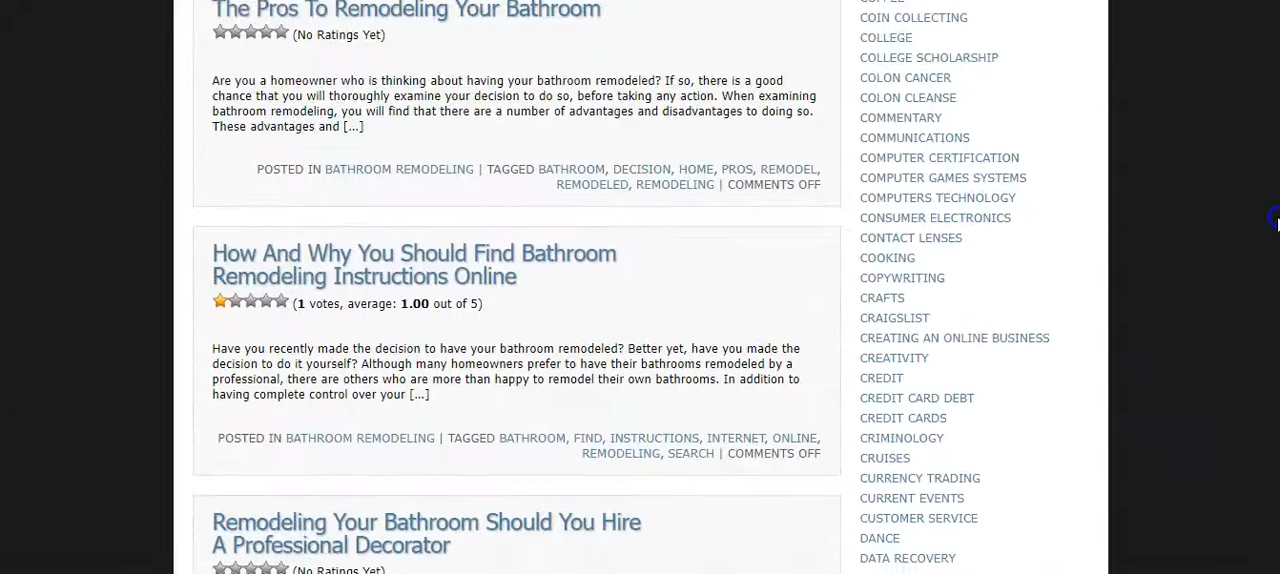 The Pros To Remodeling Your Bathroom
(No Ratings Yet)
Are you a homeowner who is thinking about having your bathroom remodeled? If so, there is a good
chance that you will thoroughly examine your decision to do so, before taking any action. When examining
bathroom remodeling, you will find that there are a number of advantages and disadvantages to doing so.
These advantages and [...]
POSTED IN BATHROOM REMODELING | TAGGED BATHROOM, DECISION, HOME, PROS, REMODEL,
REMODELED, REMODELING | COMMENTS OFF
How And Why You Should Find Bathroom
Remodeling Instructions Online
(1 votes, average: 1.00 out of 5)
Have you recently made the decision to have your bathroom remodeled? Better yet, have you made the
decision to do it yourself? Although many homeowners prefer to have their bathrooms remodeled by a
professional, there are others who are more than happy to remodel their own bathrooms. In addition to
having complete control over your [...]
POSTED IN BATHROOM REMODELING | TAGGED BATHROOM, FIND, INSTRUCTIONS, INTERNET, ONLINE,
REMODELING, SEARCH | COMMENTS OFF
Remodeling Your Bathroom Should You Hire
A Professional Decorator
(No Ratings Yet)
COFFEE
COIN COLLECTING
COLLEGE
COLLEGE SCHOLARSHIP
COLON CANCER
COLON CLEANSE
COMMENTARY
COMMUNICATIONS
COMPUTER CERTIFICATION
COMPUTER GAMES SYSTEMS
COMPUTERS TECHNOLOGY
CONSUMER ELECTRONICS
CONTACT LENSES
COOKING
COPYWRITING
CRAFTS
CRAIGSLIST
CREATING AN ONLINE BUSINESS
CREATIVITY
CREDIT
CREDIT CARD DEBT
CREDIT CARDS
CRIMINOLOGY
CRUISES
CURRENCY TRADING
CURRENT EVENTS
CUSTOMER SERVICE
DANCE
DATA RECOVERY